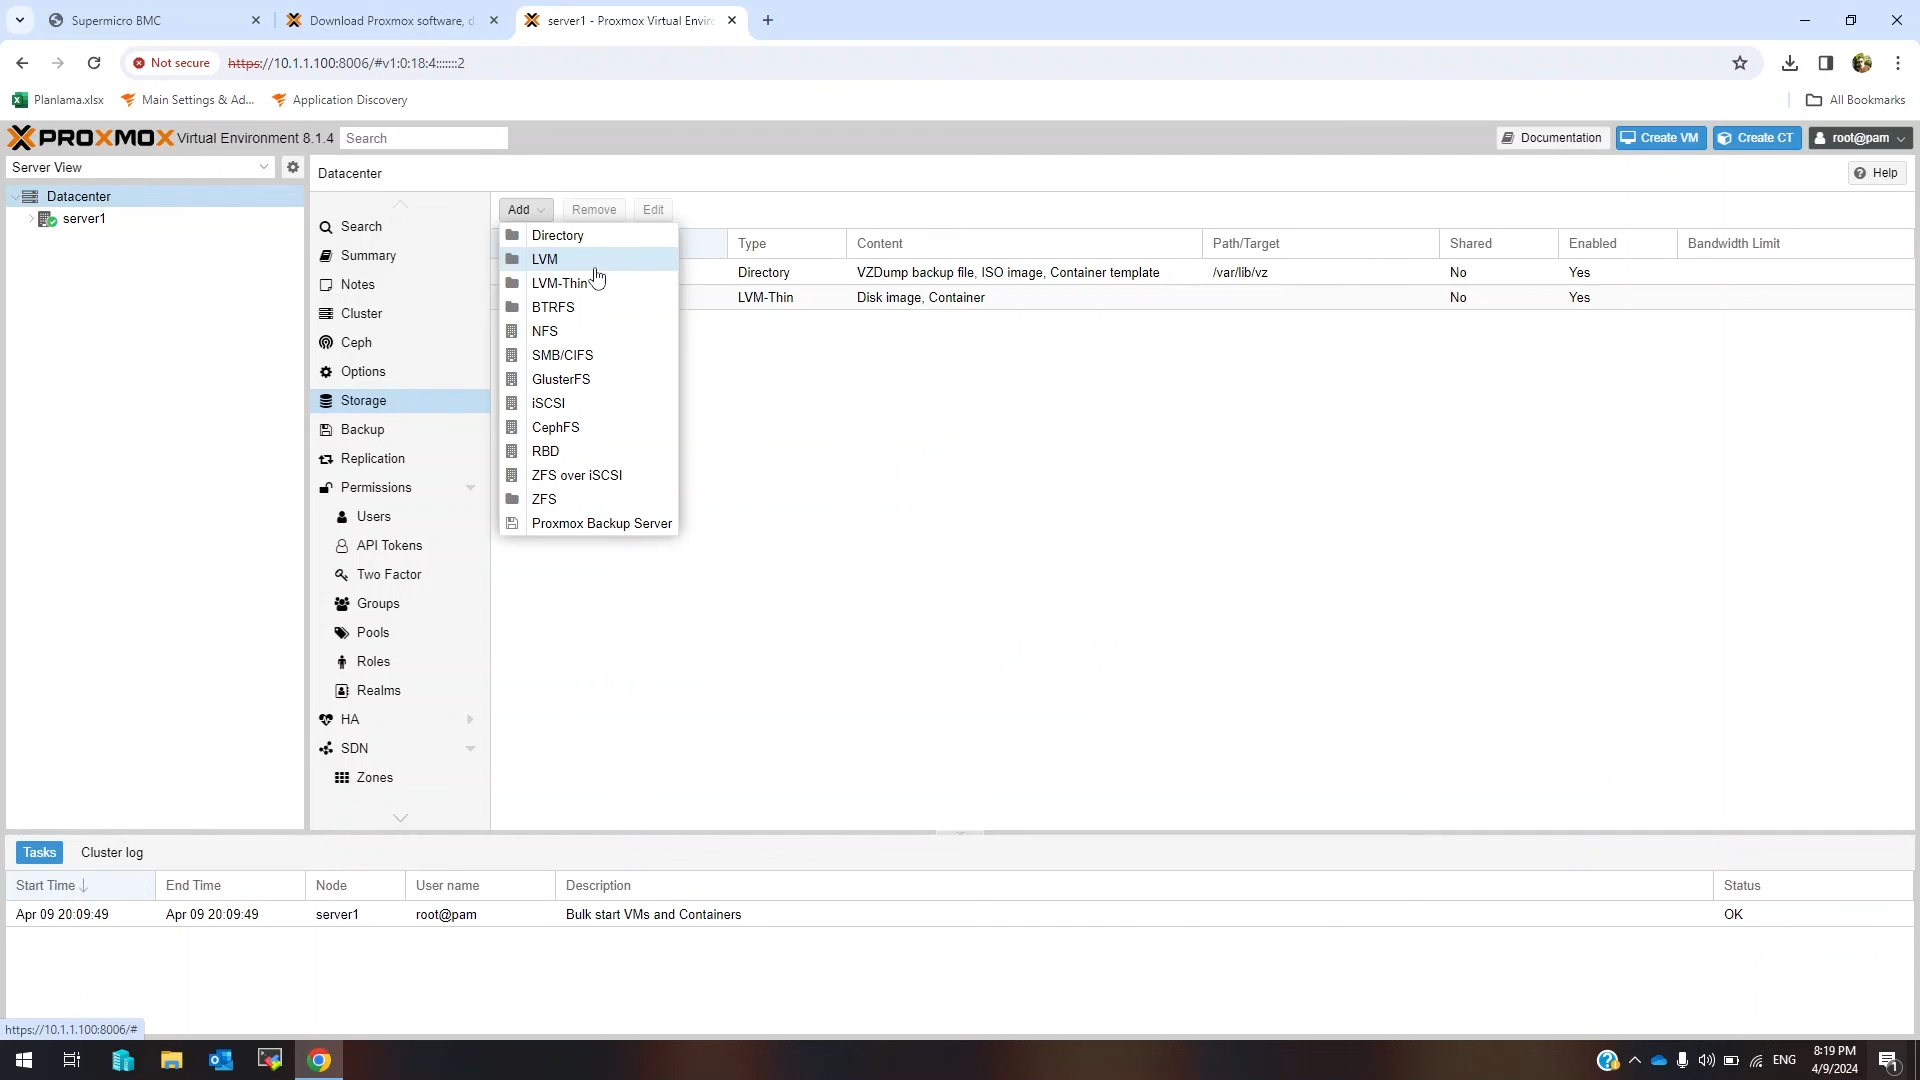 Supermicro BMC
Download Proxmox software, d
server1 - Proxmox Virtual Enviro
Not secure https://10.1.1.100:8006/#v1:0:18:4:::::::2
Planlama.xlsx Main Settings & Ad... Application Discovery All Bookmarks
PROXMOX Virtual Environment 8.1.4 Search Documentation Create VM Create CT root@pam
Server View Datacenter Help
Datacenter
server1
Search
Summary
Notes
Cluster
Ceph
Options
Storage
Backup
Replication
Permissions
Users
API Tokens
Two Factor
Groups
Pools
Roles
Realms
HA
SDN
Zones
Add Remove Edit
Directory
LVM
LVM-Thin
BTRFS
NFS
SMB/CIFS
GlusterFS
iSCSI
CephFS
RBD
ZFS over iSCSI
ZFS
Proxmox Backup Server
Type Content Path/Target Shared Enabled Bandwidth Limit
Directory VZDump backup file, ISO image, Container template /var/lib/vz No Yes
LVM-Thin Disk image, Container No Yes
Tasks Cluster log
Start Time End Time Node User name Description Status
Apr 09 20:09:49 Apr 09 20:09:49 server1 root@pam Bulk start VMs and Containers OK
https://10.1.1.100:8006/#
ENG 8:19 PM
4/9/2024
1